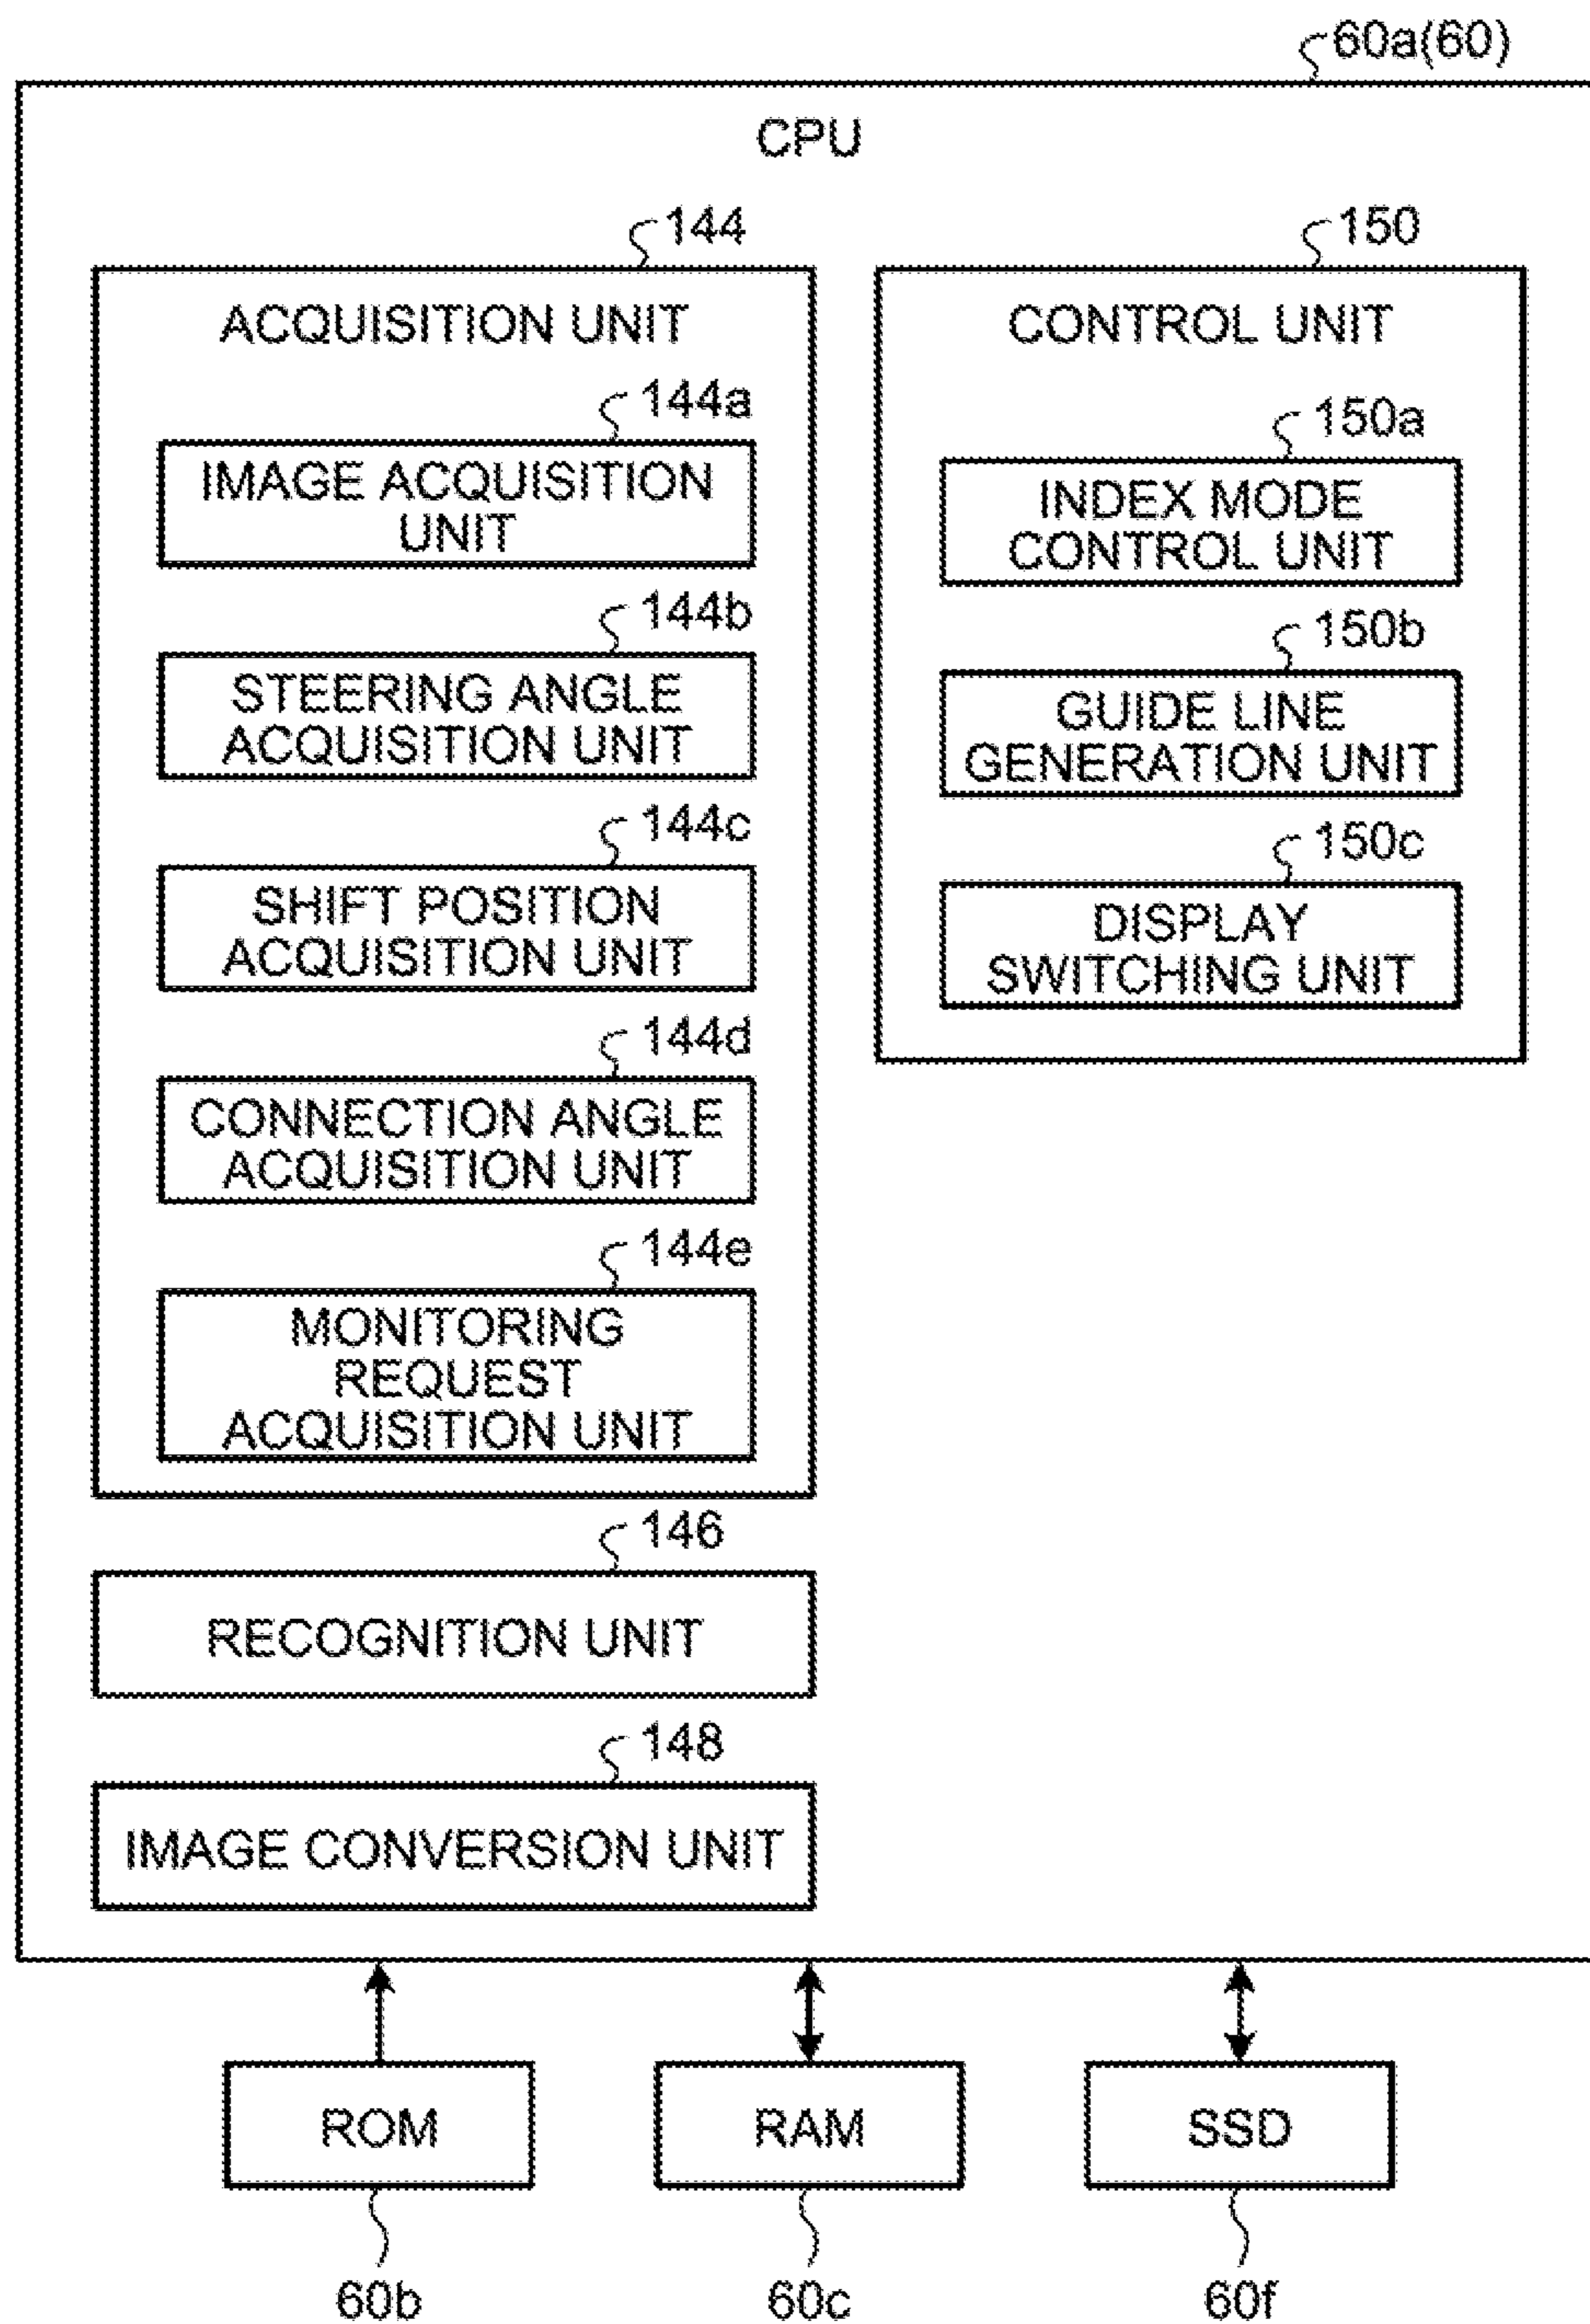 60a(60)
CPU
144
ACQUISITION UNIT
144a
IMAGE ACQUISITION
UNIT
144b
STEERING ANGLE
ACQUISITION UNIT
144c
SHIFT POSITION
ACQUISITION UNIT
144d
CONNECTION ANGLE
ACQUISITION UNIT
144e
MONITORING
REQUEST
ACQUISITION UNIT
146
RECOGNITION UNIT
148
IMAGE CONVERSION UNIT
150
CONTROL UNIT
150a
INDEX MODE
CONTROL UNIT
150b
GUIDE LINE
GENERATION UNIT
150c
DISPLAY
SWITCHING UNIT
ROM
RAM
SSD
60b
60c
60f